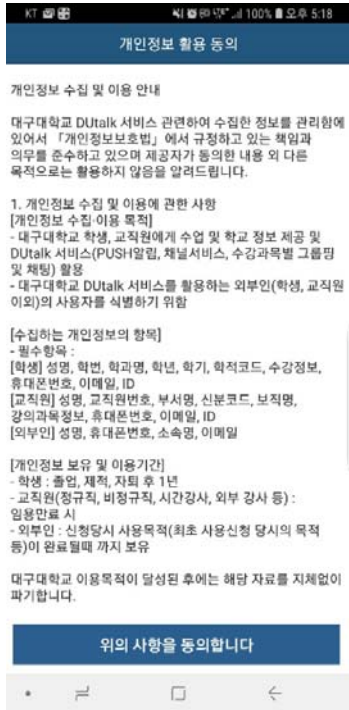 KT 100% 오후 5:18
개인정보 활용 동의
개인정보 수집 및 이용 안내
대구대학교 DUtalk 서비스 관련하여 수집한 정보를 관리함에
있어서 「개인정보보호법」에서 규정하고 있는 책임과
의무를 준수하고 있으며 제공자가 동의한 내용 외 다른
목적으로는 활용하지 않음을 알려드립니다.
1. 개인정보 수집 및 이용에 관한 사항
[개인정보 수집·이용 목적]
- 대구대학교 학생, 교직원에게 수업 및 학교 정보 제공 및
DUtalk 서비스(PUSH알림, 채널서비스, 수강과목별 그룹핑
및 채팅) 활용
- 대구대학교 DUtalk 서비스를 활용하는 외부인(학생, 교직원
이외)의 사용자를 식별하기 위함
[수집하는 개인정보의 항목]
- 필수항목 :
[학생] 성명, 학번, 학과명, 학년, 학기, 학적코드, 수강정보,
휴대폰번호, 이메일, ID
[교직원] 성명, 교직원번호, 부서명, 신분코드, 보직명,
강의과목정보, 휴대폰번호, 이메일, ID
[외부인] 성명, 휴대폰번호, 소속명, 이메일
[개인정보 보유 및 이용기간]
- 학생 : 졸업, 제적, 자퇴 후 1년
- 교직원(정규직, 비정규직, 시간강사, 외부 강사 등) :
임용만료 시
- 외부인 : 신청당시 사용목적(최초 사용신청 당시의 목적
등)이 완료될때 까지 보유
대구대학교 이용목적이 달성된 후에는 해당 자료를 지체없이
파기합니다.
위의 사항을 동의합니다